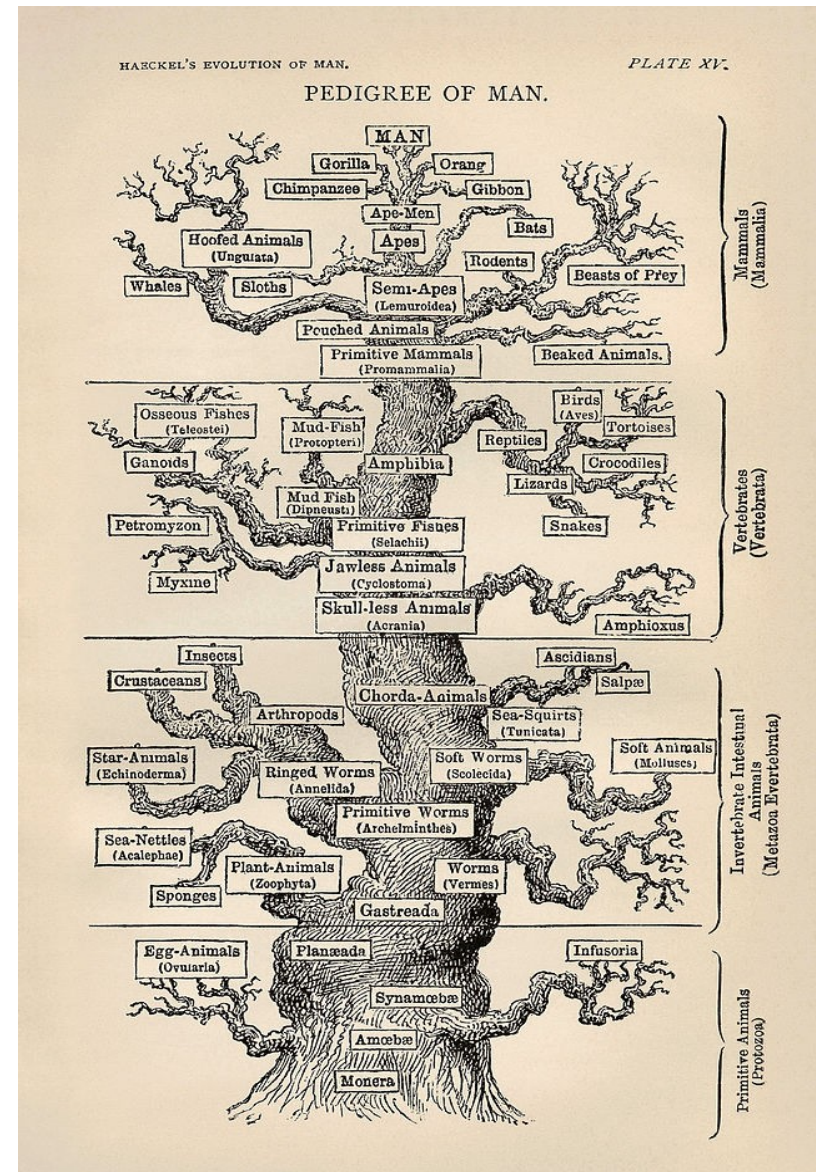 HAECKEL'S EVOLUTION OF MAN.
PLATE XV.
PEDIGREE OF MAN.
MAN
Gorilla
Orang
Chimpanzee
Gibbon
Ape-Men
Bats
Apes
Hoofed Animals
(Ungulata)
Rodents
Beasts of Prey
Whales
Sloths
Semi-Apes
(Lemuroidea)
Pouched Animals
Primitive Mammals
(Promammalia)
Beaked Animals.
Mammals
(Mammalia)
Osseous Fishes
(Teleostei)
Mud-Fish
(Protopteri)
Birds
(Aves)
Tortoises
Reptiles
Ganoids
Amphibia
Crocodiles
Lizards
Mud Fish
(Dipneusti)
Petromyzon
Primitive Fishes
(Selachii)
Snakes
Jawless Animals
(Cyclostoma)
Myxine
Skull-less Animals
(Acrania)
Amphioxus
Vertebrates
(Vertebrata)
Insects
Ascidians
Crustaceans
Salpæ
Chorda-Animals
Arthropods
Sea-Squirts
(Tunicata)
Star-Animals
(Echinoderma)
Ringed Worms
(Annelida)
Soft Worms
(Scolecida)
Soft Animals
(Molluscs)
Primitive Worms
(Archelminthes)
Sea-Nettles
(Acalephae)
Plant-Animals
(Zoophyta)
Worms
(Vermes)
Sponges
Gastreada
Invertebrate Intestinal
Animals
(Metazoa Evertebrata)
Egg-Animals
(Ovularia)
Planæada
Infusoria
Synamœbæ
Amœbæ
Monera
Primitive Animals
(Protozoa)